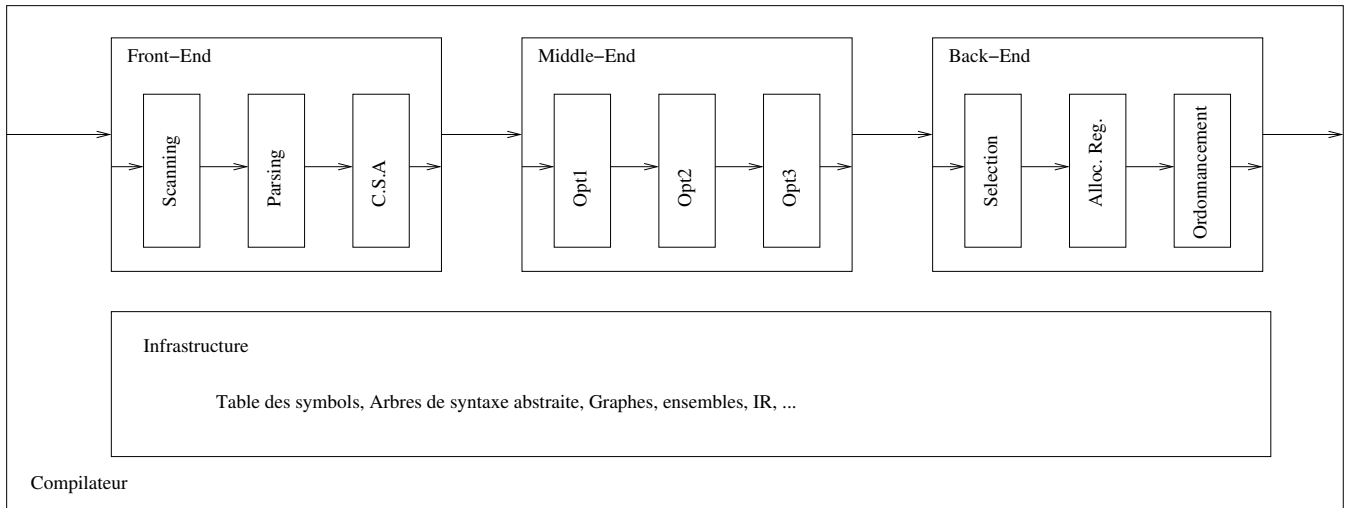 Front−End
Scanning
Parsing
C.S.A
Middle−End
Opt1
Opt2
Opt3
Back−End
Selection
Alloc. Reg.
Ordonnancement
Infrastructure
Table des symbols, Arbres de syntaxe abstraite, Graphes, ensembles, IR, ...
Compilateur